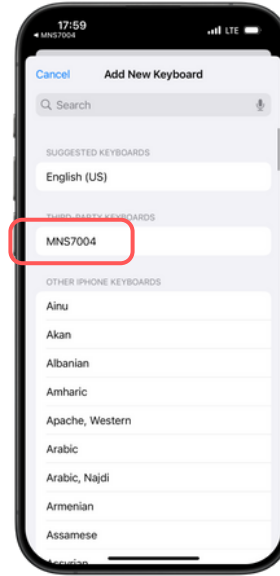 17:59
◀ MNS7004
LTE
Cancel Add New Keyboard
Search
SUGGESTED KEYBOARDS
English (US)
THIRD-PARTY KEYBOARDS
MNS7004
OTHER IPHONE KEYBOARDS
Ainu
Akan
Albanian
Amharic
Apache, Western
Arabic
Arabic, Najdi
Armenian
Assamese
Assyrian